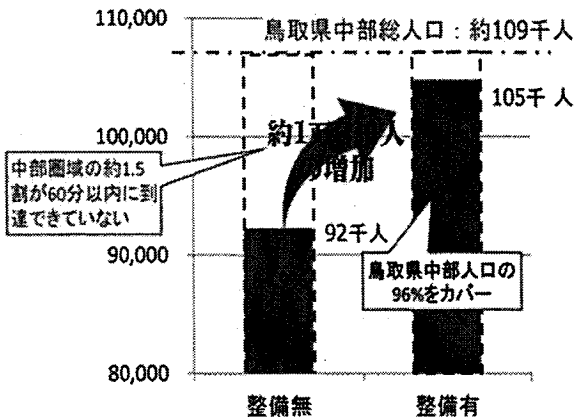 110,000
鳥取県中部総人口：約109千人
105千人
100,000
約1
人
増加
中部圏域の約1.5
割が60分以内に到
達できていない
92千人
90,000
鳥取県中部人口の
96%をカバー
80,000
整備無
整備有